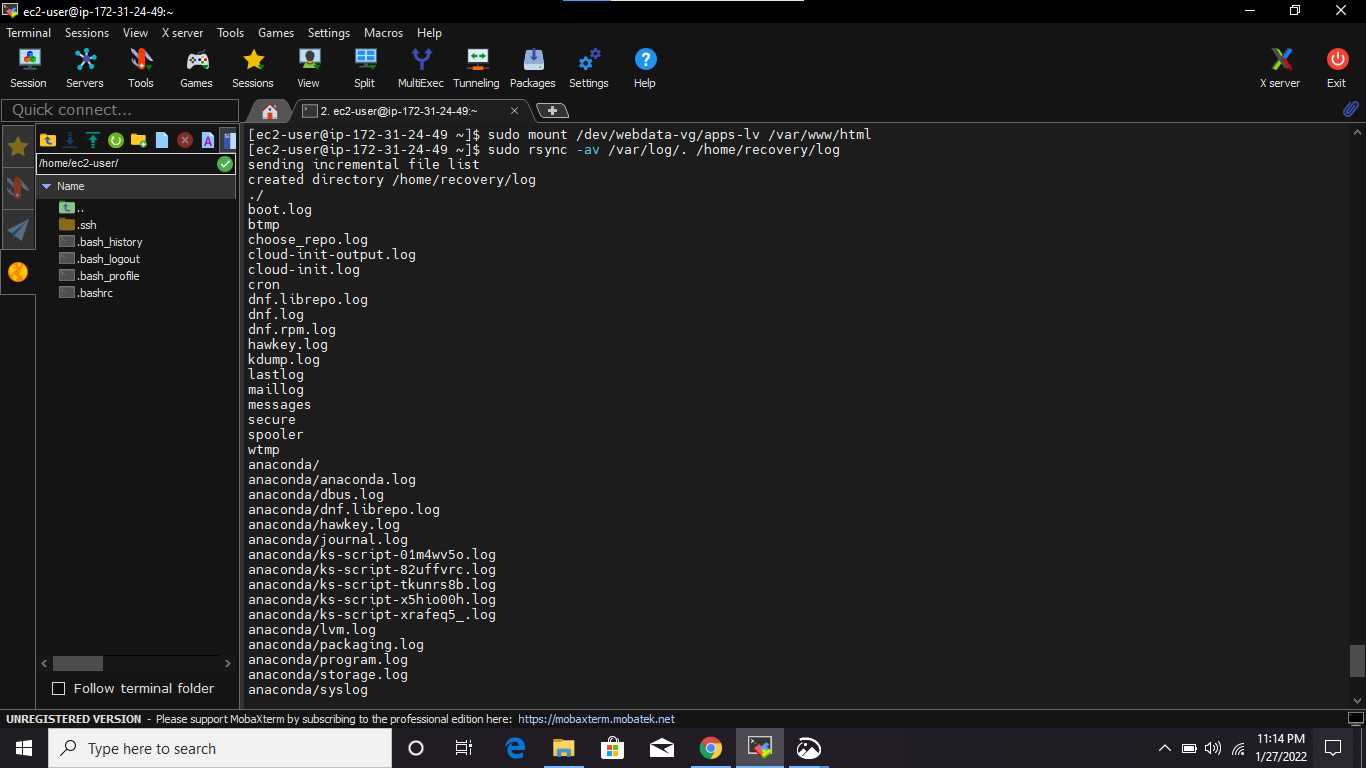 ec2-user@ip-172-31-24-49:~
Terminal Sessions View X server Tools Games Settings Macros Help
Session Servers Tools Games Sessions View Split MultiExec Tunneling Packages Settings Help X server Exit
Quick connect...
2. ec2-user@ip-172-31-24-49:~
/home/ec2-user/
Name
..
.ssh
.bash_history
.bash_logout
.bash_profile
.bashrc
Follow terminal folder
[ec2-user@ip-172-31-24-49 ~]$ sudo mount /dev/webdata-vg/apps-lv /var/www/html
[ec2-user@ip-172-31-24-49 ~]$ sudo rsync -av /var/log/. /home/recovery/log
sending incremental file list
created directory /home/recovery/log
./
boot.log
btmp
choose_repo.log
cloud-init-output.log
cloud-init.log
cron
dnf.librepo.log
dnf.log
dnf.rpm.log
hawkey.log
kdump.log
lastlog
maillog
messages
secure
spooler
wtmp
anaconda/
anaconda/anaconda.log
anaconda/dbus.log
anaconda/dnf.librepo.log
anaconda/hawkey.log
anaconda/journal.log
anaconda/ks-script-01m4wv5o.log
anaconda/ks-script-82uffvrc.log
anaconda/ks-script-tkunrs8b.log
anaconda/ks-script-x5hio00h.log
anaconda/ks-script-xrafeq5_.log
anaconda/lvm.log
anaconda/packaging.log
anaconda/program.log
anaconda/storage.log
anaconda/syslog
UNREGISTERED VERSION - Please support MobaXterm by subscribing to the professional edition here: https://mobaxterm.mobatek.net
Type here to search
11:14 PM
1/27/2022